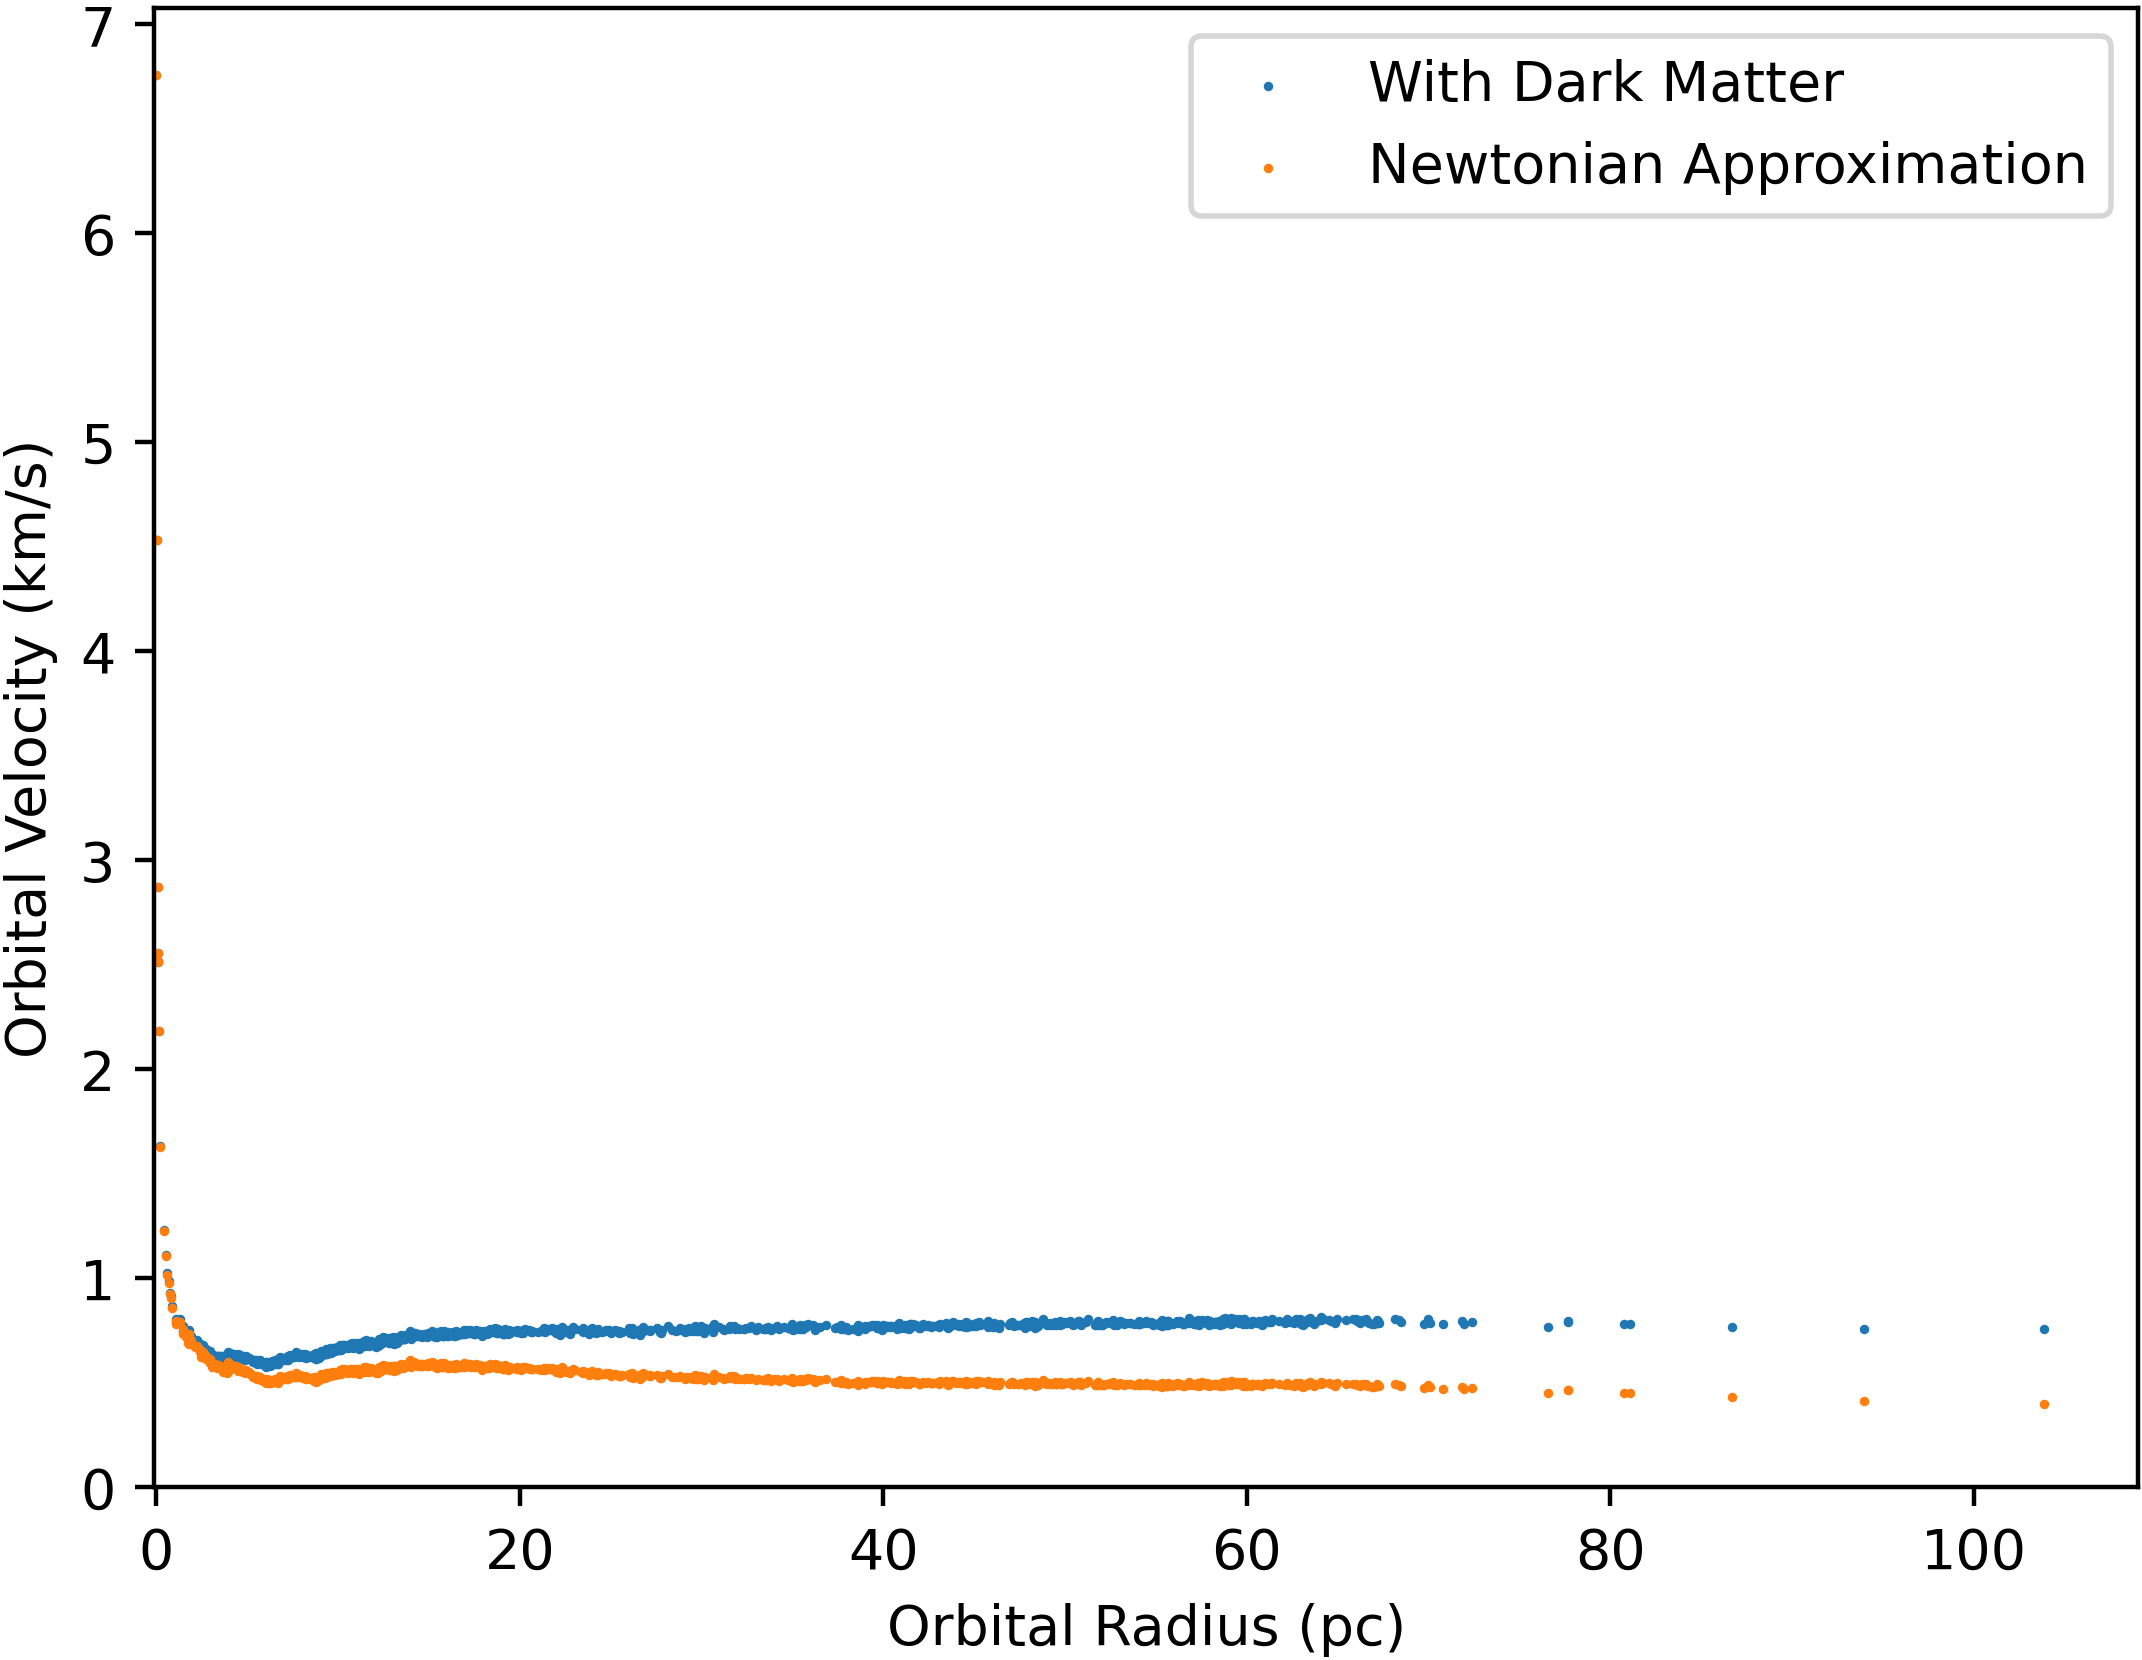 7
6
5
4
3
2
1
0
Orbital Velocity (km/s)
With Dark Matter
Newtonian Approximation
0 20 40 60 80 100
Orbital Radius (pc)